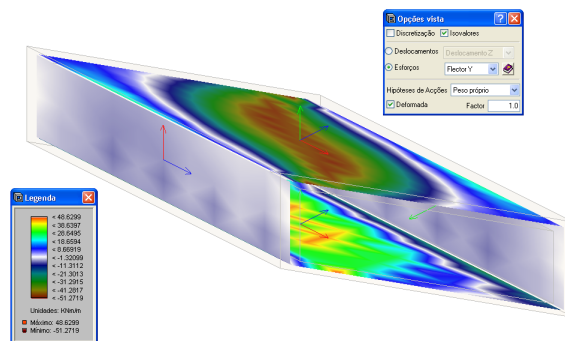 Opções vista
Discretização Isovalores
Deslocamentos Deslocamento Z
Esforços Flector Y
Hipóteses de Acções Peso próprio
Deformada Factor 1.0
Legenda
< 48.6299
< 38.6397
< 28.6495
< 18.6594
< 8.66919
< -1.32099
< -11.3112
< -21.3013
< -31.2915
< -41.2817
< -51.2719
Unidades: KNm/m
Máximo: 48.6299
Mínimo: -51.2719